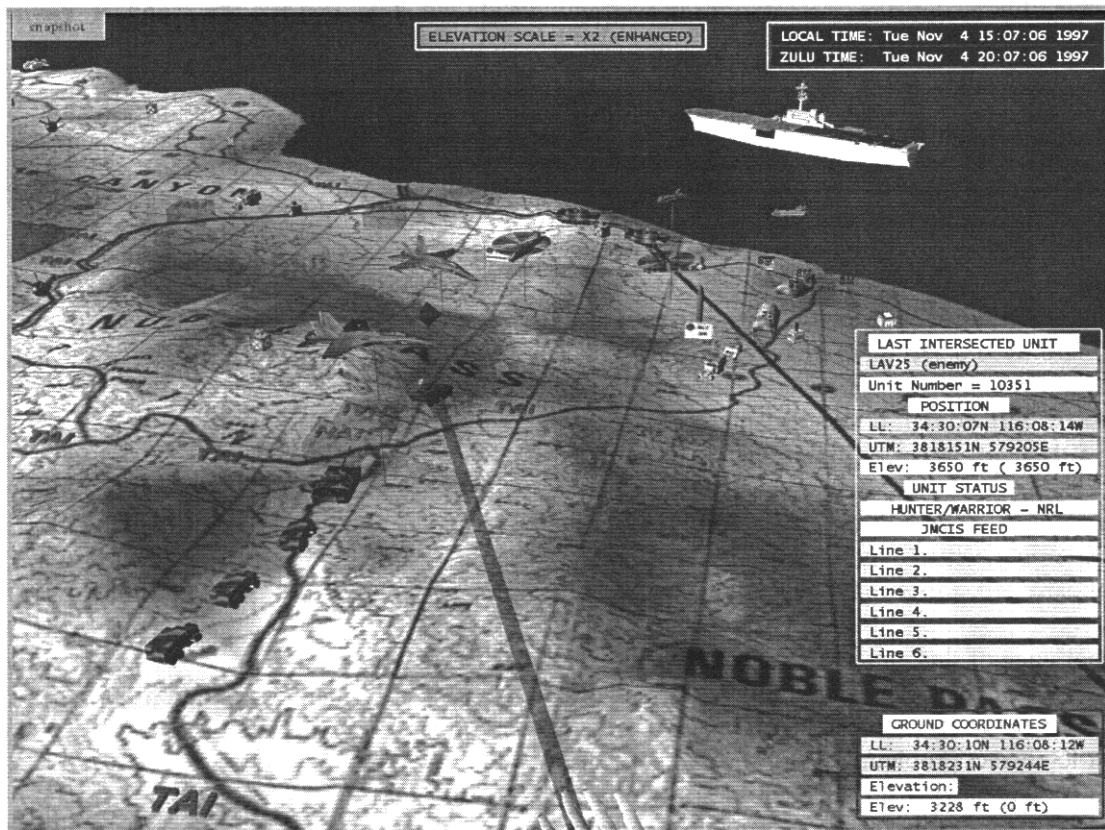 snapshot
ELEVATION SCALE = X2 (ENHANCED)
LOCAL TIME: Tue Nov 4 15:07:06 1997
ZULU TIME: Tue Nov 4 20:07:06 1997
CANYON
TAI
NOBLE PASS
TAI
LAST INTERSECTED UNIT
LAV25 (enemy)
Unit Number = 10351
POSITION
LL: 34:30:07N 116:08:14W
UTM: 3818151N 579205E
Elev: 3650 ft ( 3650 ft)
UNIT STATUS
HUNTER/WARRIOR - NRL
JMCIS FEED
Line 1.
Line 2.
Line 3.
Line 4.
Line 5.
Line 6.
GROUND COORDINATES
LL: 34:30:10N 116:08:12W
UTM: 3818231N 579244E
Elevation:
Elev: 3228 ft (0 ft)